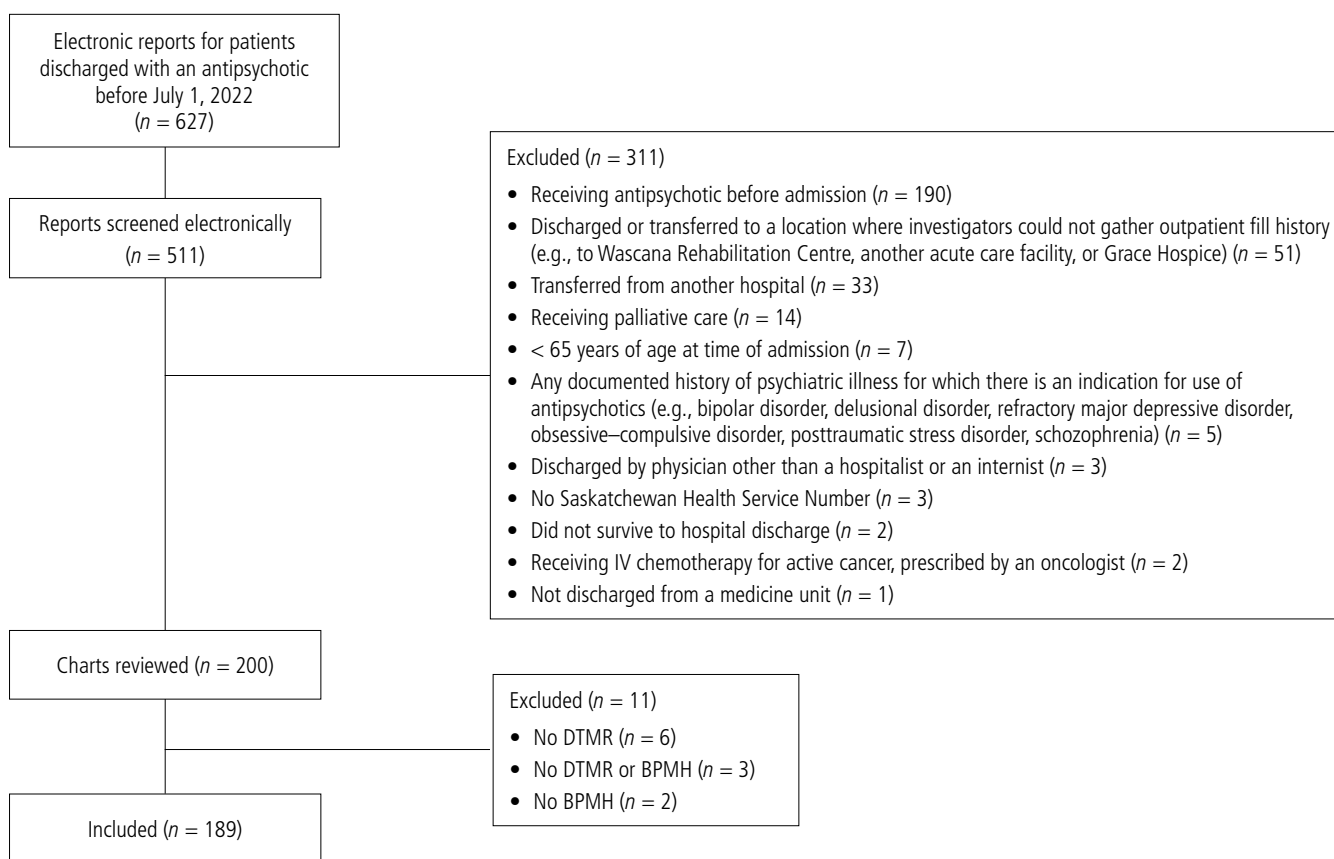 Electronic reports for patients
discharged with an antipsychotic
before July 1, 2022
(n = 627)
Reports screened electronically
(n = 511)
Excluded (n = 311)
• Receiving antipsychotic before admission (n = 190)
• Discharged or transferred to a location where investigators could not gather outpatient fill history
(e.g., to Wascana Rehabilitation Centre, another acute care facility, or Grace Hospice) (n = 51)
• Transferred from another hospital (n = 33)
• Receiving palliative care (n = 14)
• < 65 years of age at time of admission (n = 7)
• Any documented history of psychiatric illness for which there is an indication for use of
antipsychotics (e.g., bipolar disorder, delusional disorder, refractory major depressive disorder,
obsessive–compulsive disorder, posttraumatic stress disorder, schozophrenia) (n = 5)
• Discharged by physician other than a hospitalist or an internist (n = 3)
• No Saskatchewan Health Service Number (n = 3)
• Did not survive to hospital discharge (n = 2)
• Receiving IV chemotherapy for active cancer, prescribed by an oncologist (n = 2)
• Not discharged from a medicine unit (n = 1)
Charts reviewed (n = 200)
Excluded (n = 11)
• No DTMR (n = 6)
• No DTMR or BPMH (n = 3)
• No BPMH (n = 2)
Included (n = 189)